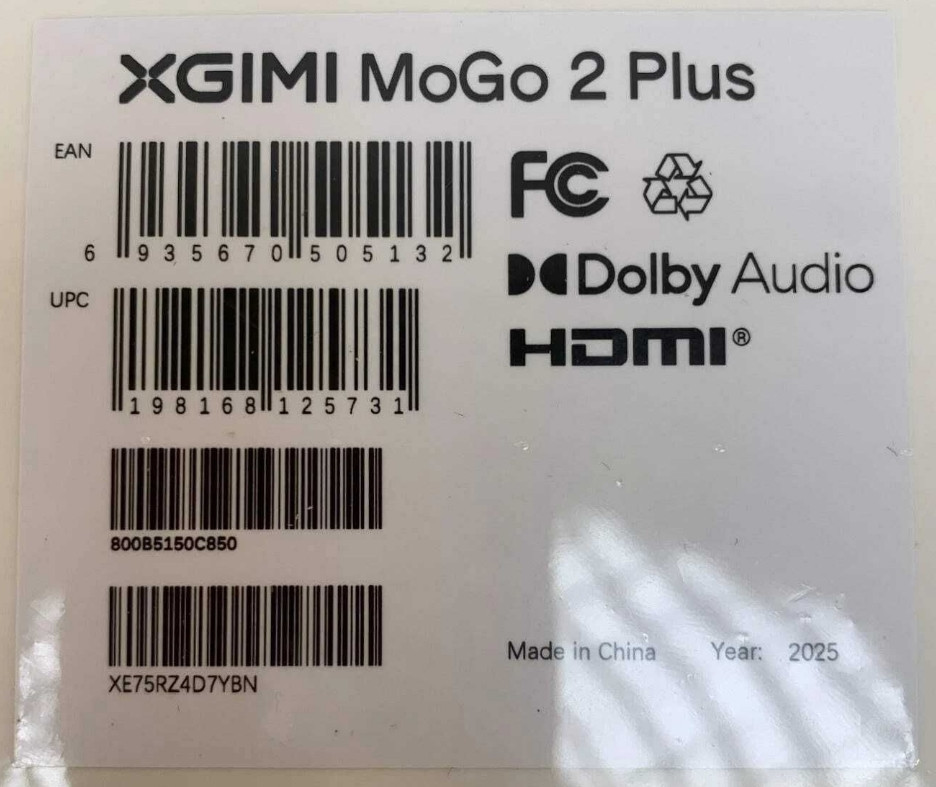 XGIMI MoGo 2 Plus
EAN
6 935670 505132
FC
Dolby Audio
UPC
HDMI®
198168 125731
800B5150C850
Made in China Year: 2025
XE75RZ4D7YBN